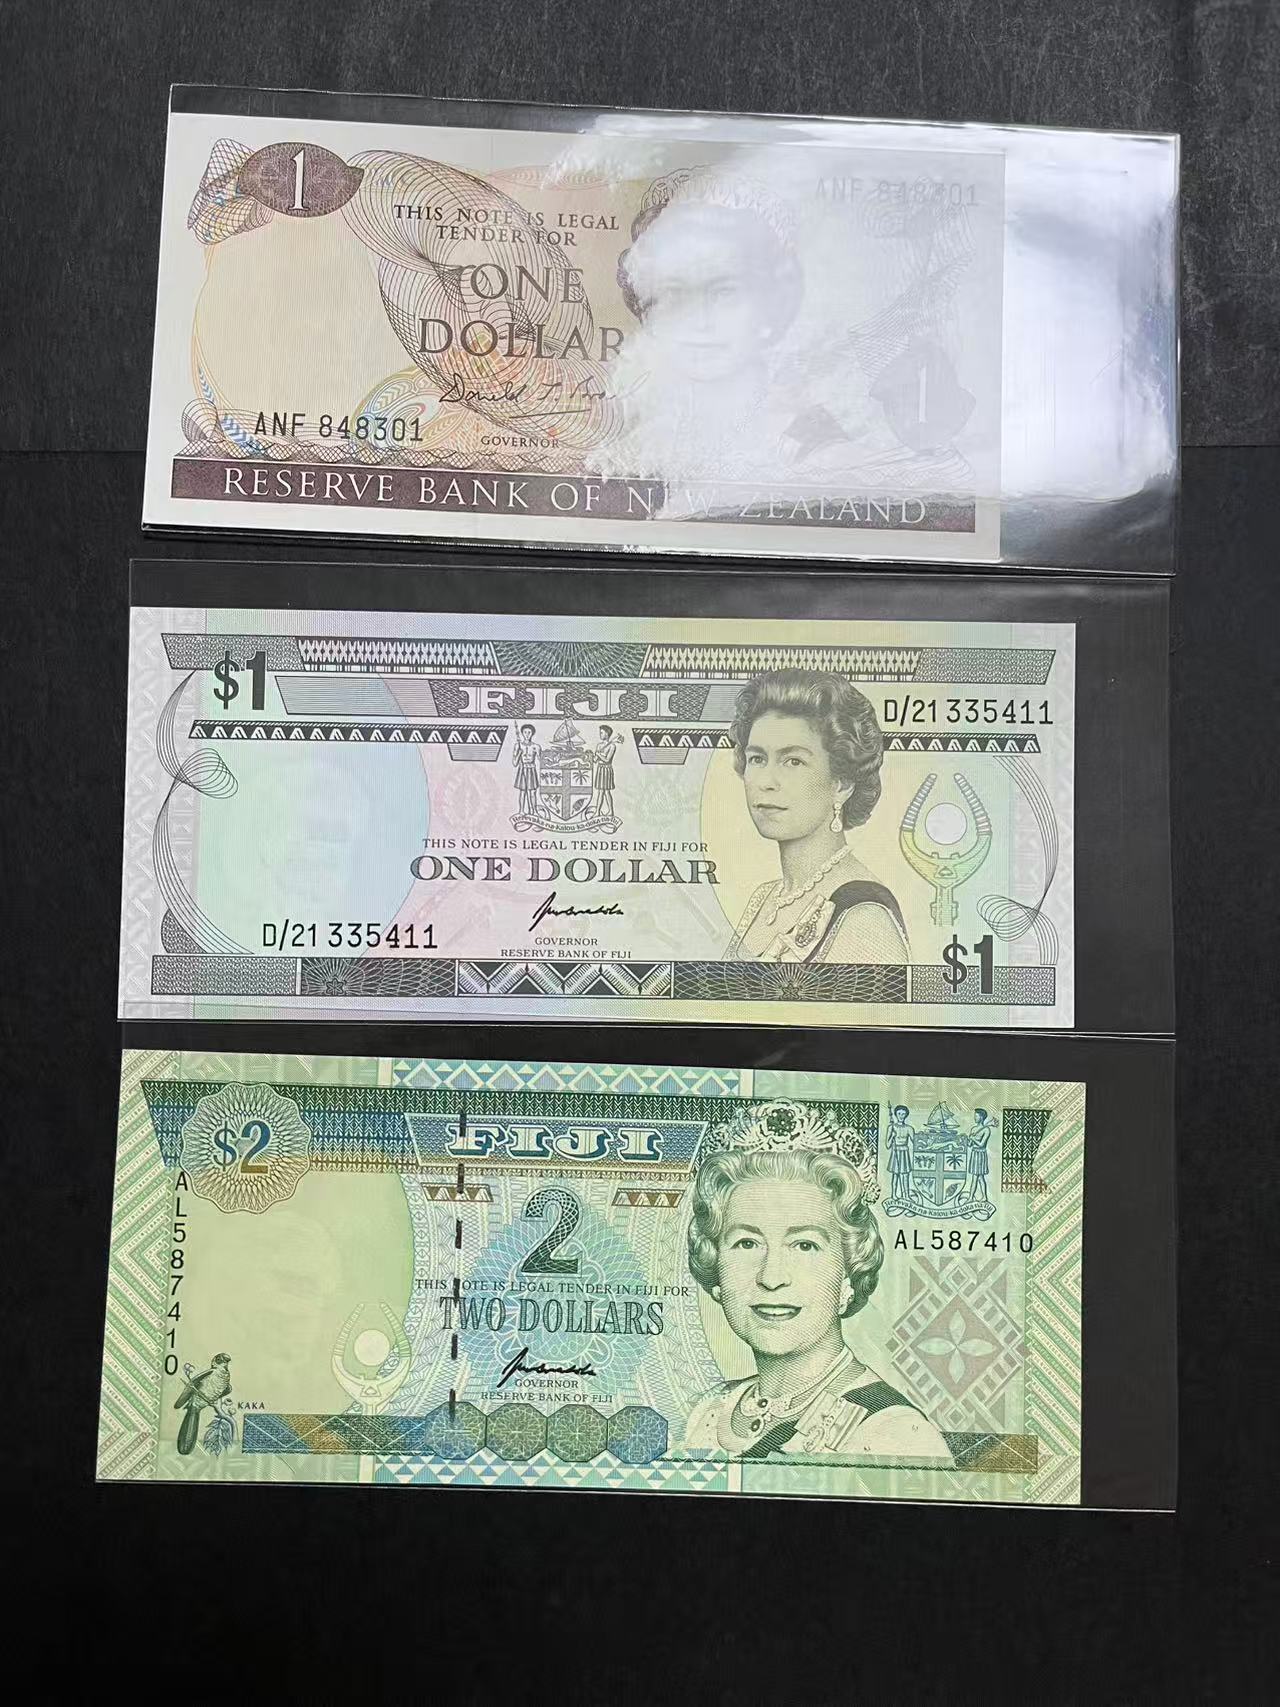 1
ANF 848301
THIS NOTE IS LEGAL
TENDER FOR
ONE
DOLLAR
ANF 848301
GOVERNOR
1
RESERVE BANK OF NEW ZEALAND
$1
FIJI
D/21 335411
THIS NOTE IS LEGAL TENDER IN FIJI FOR
ONE DOLLAR
D/21 335411
GOVERNOR
RESERVE BANK OF FIJI
$1
$2
FIJI
2
AL587410
AL587410
THIS NOTE IS LEGAL TENDER IN FIJI FOR
TWO DOLLARS
GOVERNOR
RESERVE BANK OF FIJI
KAKA